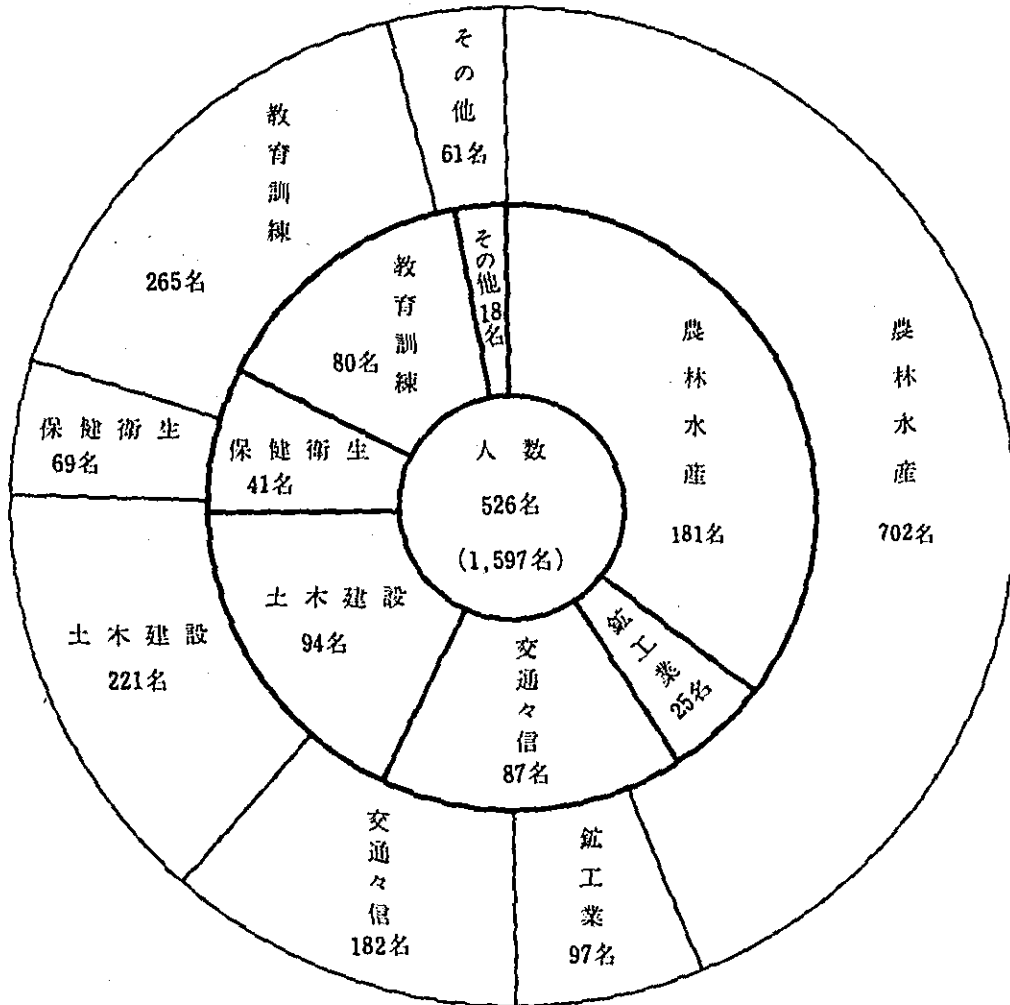 人数
526名
(1,597名)
農林水産
181名
鉱工業
25名
交通々信
87名
土木建設
94名
保健衛生
41名
教育訓練
80名
その他
18名
農林水産
702名
鉱工業
97名
交通々信
182名
土木建設
221名
保健衛生
69名
教育訓練
265名
その他
61名